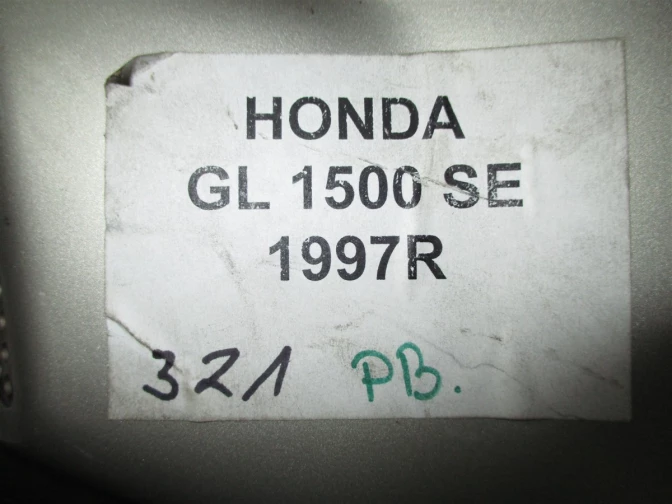 HONDA
GL 1500 SE
1997R
321 PB.